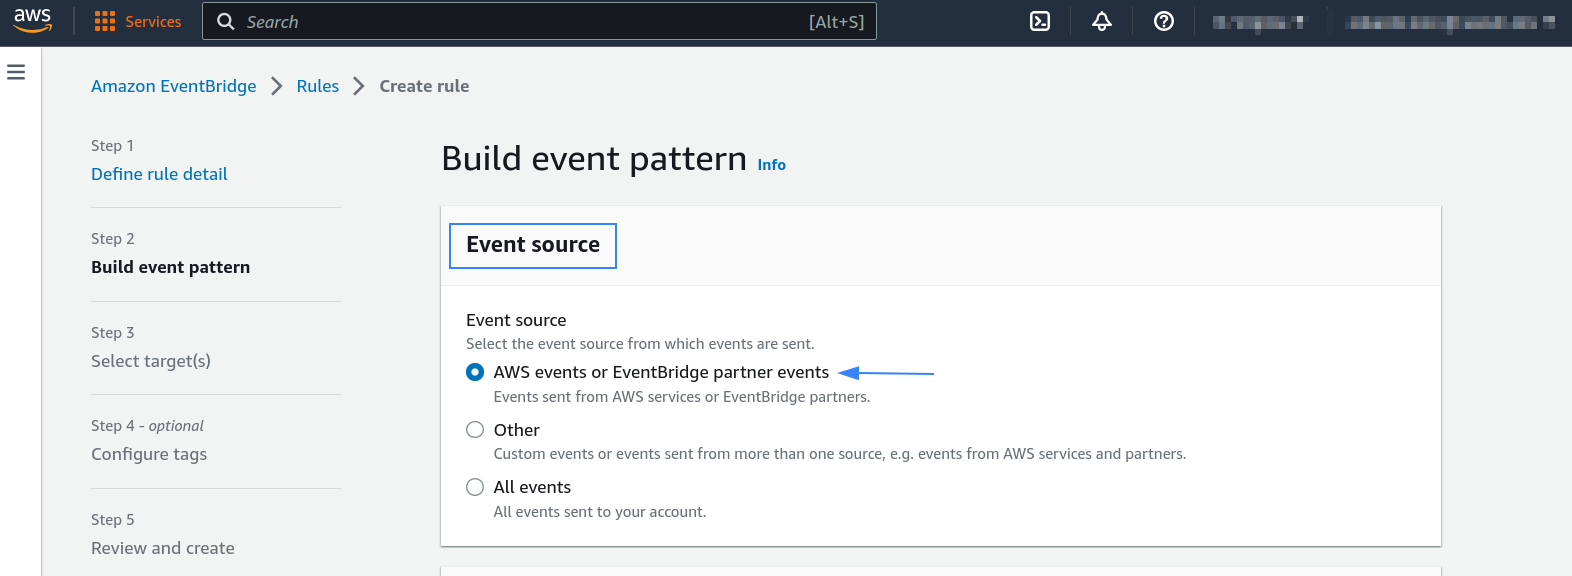 aws
Services
Search
[Alt+S]
Amazon EventBridge
Rules
Create rule
Step 1
Define rule detail
Step 2
Build event pattern
Step 3
Select target(s)
Step 4 - optional
Configure tags
Step 5
Review and create
Build event pattern Info
Event source
Event source
Select the event source from which events are sent.
AWS events or EventBridge partner events
Events sent from AWS services or EventBridge partners.
Other
Custom events or events sent from more than one source, e.g. events from AWS services and partners.
All events
All events sent to your account.